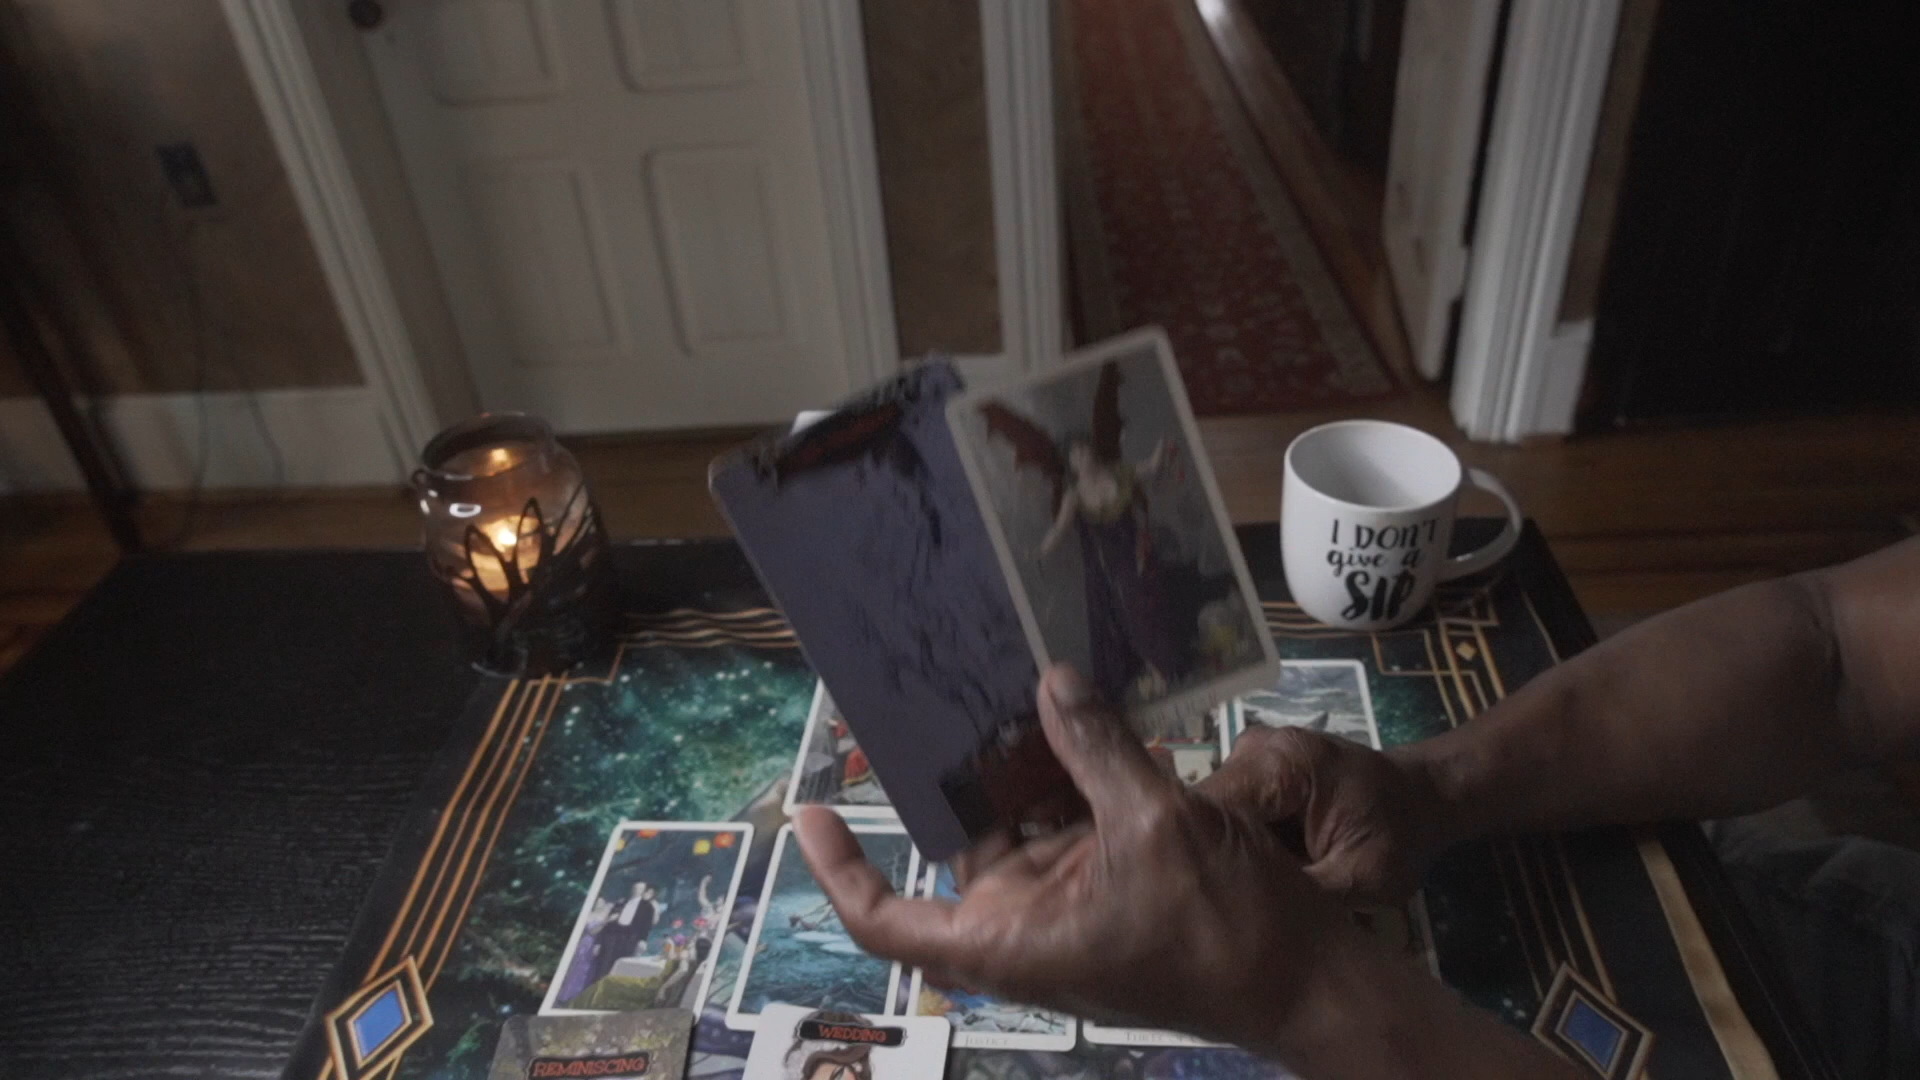 I DON'T
give a
SIP
WEDDING
REMINISCING
JUSTICE